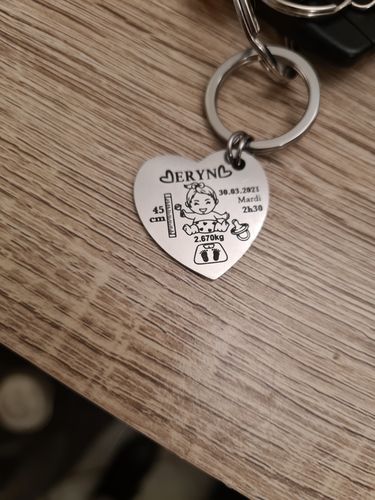 ERYN
30.03.2021
Mardi
2h30
45
cm
2.670kg